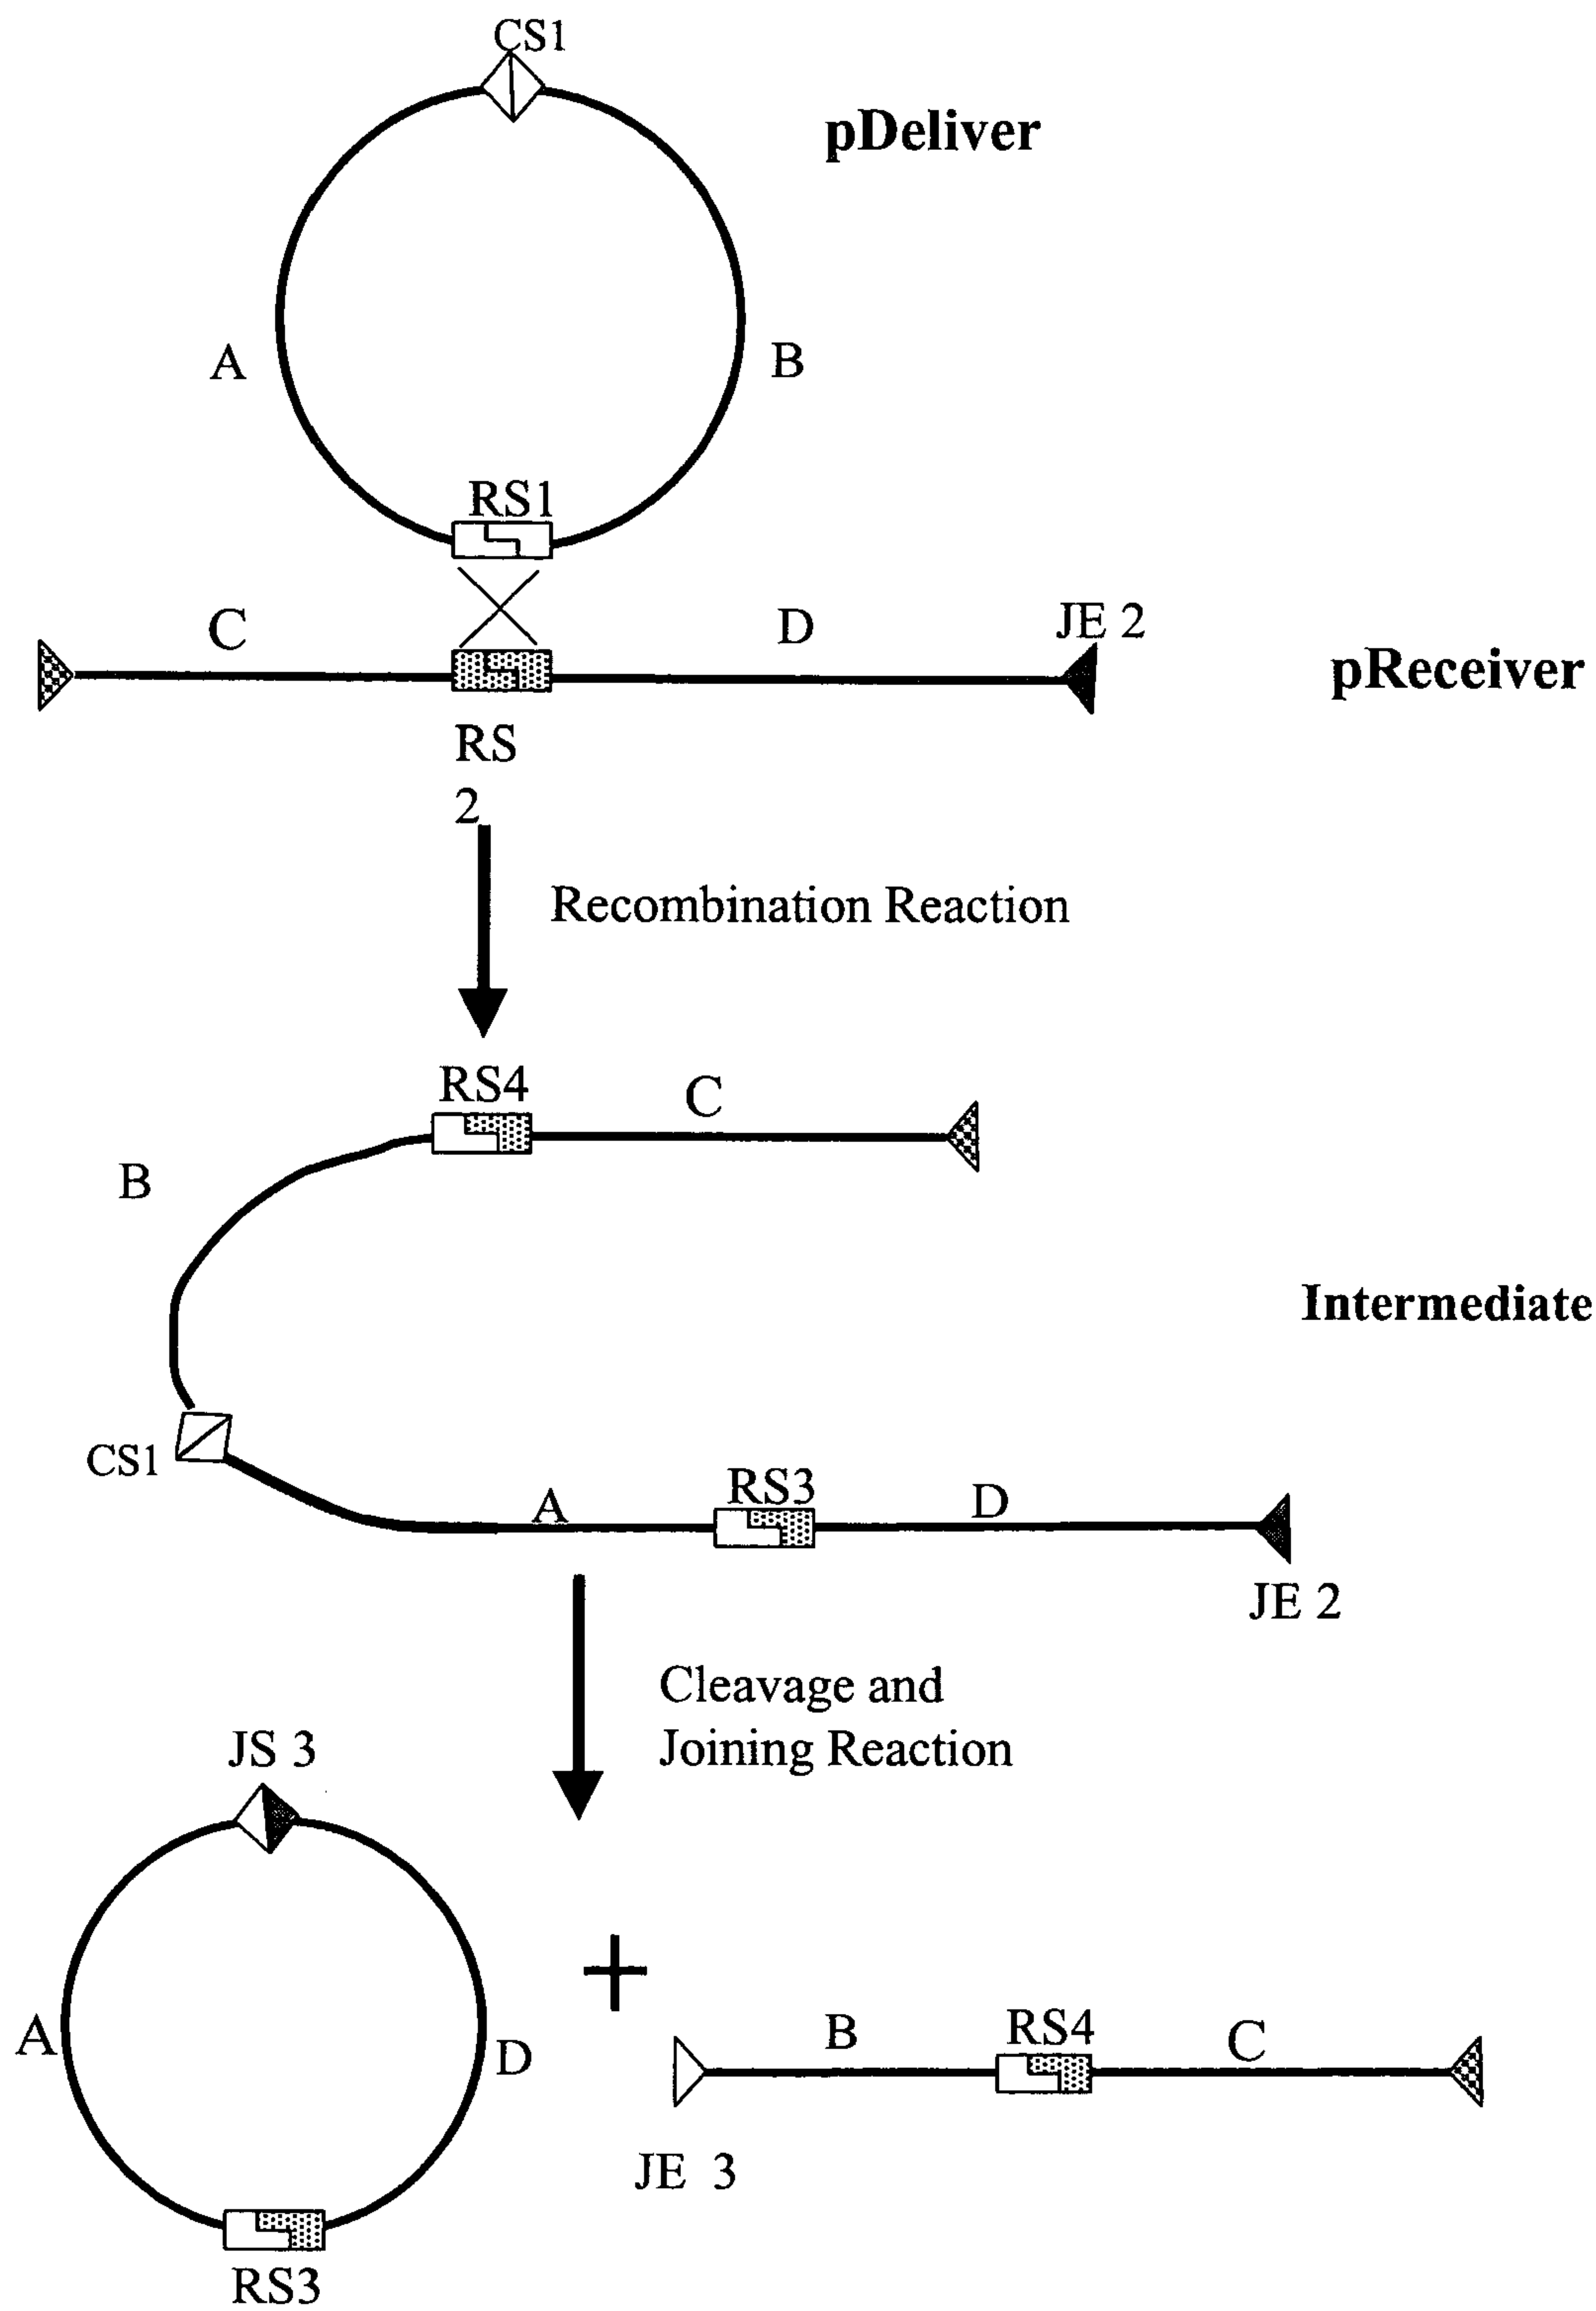 CS1
pDeliver
A
B
RS1
C
D
JE 2
pReceiver
RS
2
Recombination Reaction
RS4
C
B
Intermediate
CS1
A
RS3
D
JE 2
Cleavage and
Joining Reaction
JS 3
A
D
B
RS4
C
JE 3
RS3